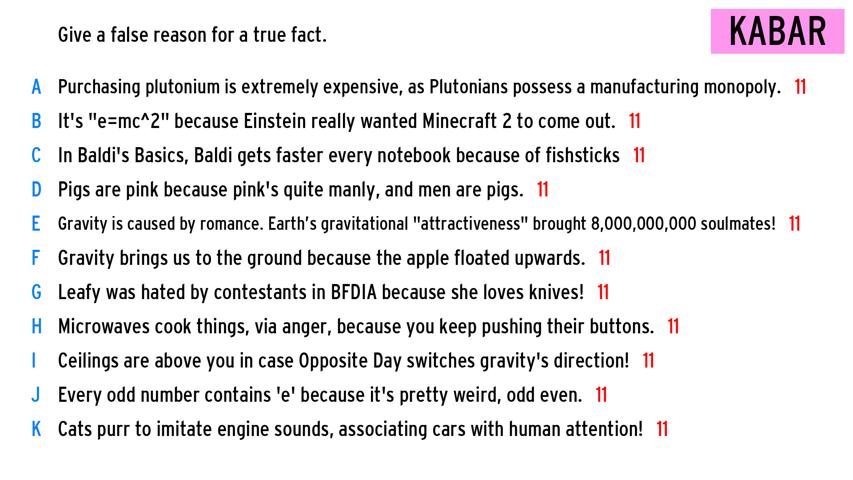 Give a false reason for a true fact.
KABAR
A Purchasing plutonium is extremely expensive, as Plutonians possess a manufacturing monopoly. 11
B It's "e=mc^2" because Einstein really wanted Minecraft 2 to come out. 11
C In Baldi's Basics, Baldi gets faster every notebook because of fishsticks 11
D Pigs are pink because pink's quite manly, and men are pigs. 11
E Gravity is caused by romance. Earth’s gravitational "attractiveness" brought 8,000,000,000 soulmates! 11
F Gravity brings us to the ground because the apple floated upwards. 11
G Leafy was hated by contestants in BFDIA because she loves knives! 11
H Microwaves cook things, via anger, because you keep pushing their buttons. 11
I Ceilings are above you in case Opposite Day switches gravity's direction! 11
J Every odd number contains 'e' because it's pretty weird, odd even. 11
K Cats purr to imitate engine sounds, associating cars with human attention! 11